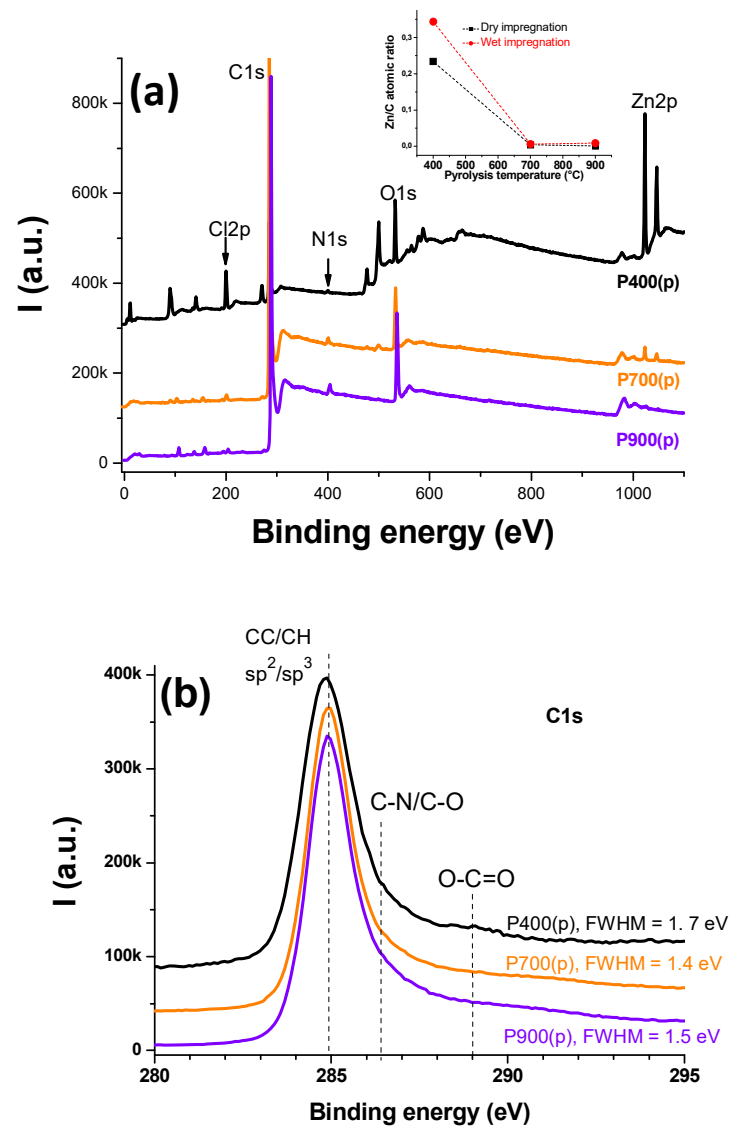 (a)
C1s
Cl2p
N1s
O1s
Zn2p
Dry impregnation
Wet impregnation
Zn/C atomic ratio
0,3
0,2
0,1
0,0
400 500 600 700 800 900
Pyrolysis temperature (°C)
P400(p)
P700(p)
P900(p)
I (a.u.)
800k
600k
400k
200k
0
0 200 400 600 800 1000
Binding energy (eV)
(b)
CC/CH
sp²/sp³
C1s
C-N/C-O
O-C=O
P400(p), FWHM = 1. 7 eV
P700(p), FWHM = 1.4 eV
P900(p), FWHM = 1.5 eV
I (a.u.)
400k
300k
200k
100k
0
280 285 290 295
Binding energy (eV)